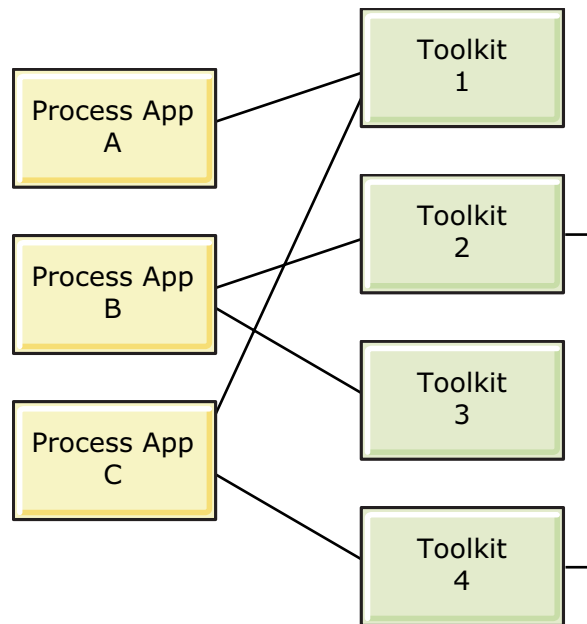 Process App
A
Process App
B
Process App
C
Toolkit
1
Toolkit
2
Toolkit
3
Toolkit
4